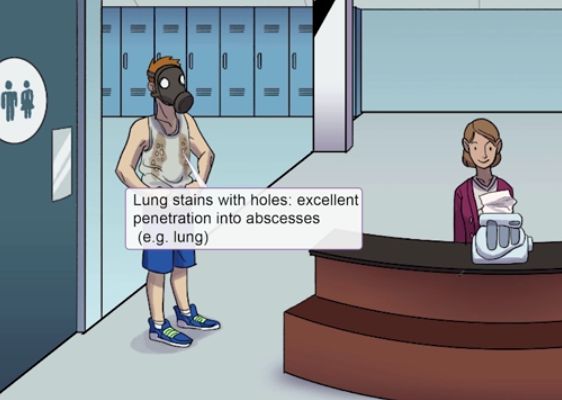 Lung stains with holes: excellent
penetration into abscesses
(e.g. lung)